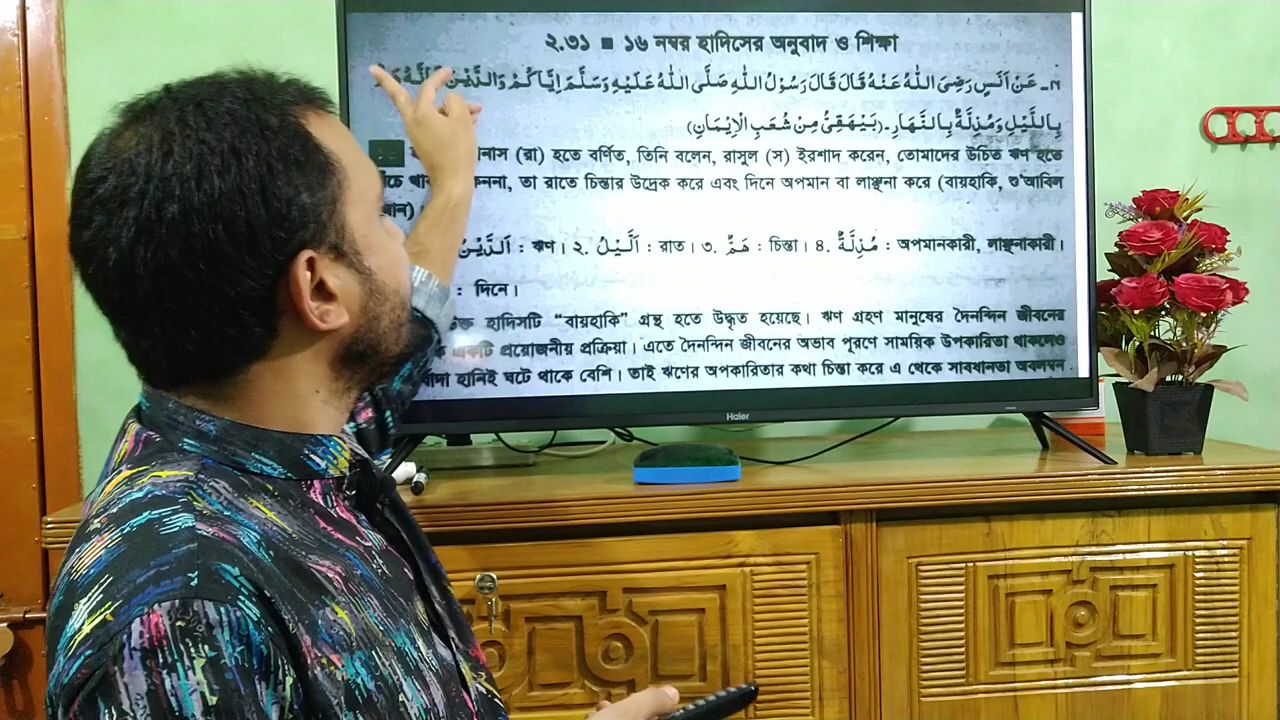 ২.৩১ ■ ১৬ নম্বর হাদিসের অনুবাদ ও শিক্ষা
۱٦ـ عَنْ اَنَسٍ رَضِىَ اللّٰهُ عَنْهُ قَالَ قَالَ رَسُوْلُ اللّٰهِ صَلَّى اللّٰهُ عَلَيْهِ وَسَلَّمَ اِيَّاكُمْ وَالدَّيْنَ
بِاللَّيْلِ وَمُذِلَّةٌ بِالنَّهَارِ ـ (بَيْهَقِىُّ مِنْ شُعَبِ الْاِيْمَانِ)
নাস (রা) হতে বর্ণিত, তিনি বলেন, রাসুল (স) ইরশাদ করেন, তোমাদের উচিত ঋণ হতে
কেননা, তা রাতে চিন্তার উদ্রেক করে এবং দিনে অপমান বা লাঞ্ছনা করে (বায়হাকি, শু'আবিল
اَلدَّيْنُ : ঋণ। ২. اَلَّيْلُ : রাত। ৩. هَمٌّ : চিন্তা। ৪. مُذِلَّةٌ : অপমানকারী, লাঞ্ছনাকারী।
: দিনে।
উক্ত হাদিসটি “বায়হাকি” গ্রন্থ হতে উদ্ধৃত হয়েছে। ঋণ গ্রহণ মানুষের দৈনন্দিন জীবনের
একটি প্রয়োজনীয় প্রক্রিয়া। এতে দৈনন্দিন জীবনের অভাব পূরণে সাময়িক উপকারিতা থাকলেও
হানিই ঘটে থাকে বেশি। তাই ঋণের অপকারিতার কথা চিন্তা করে এ থেকে সাবধানতা অবলম্বন
Haier